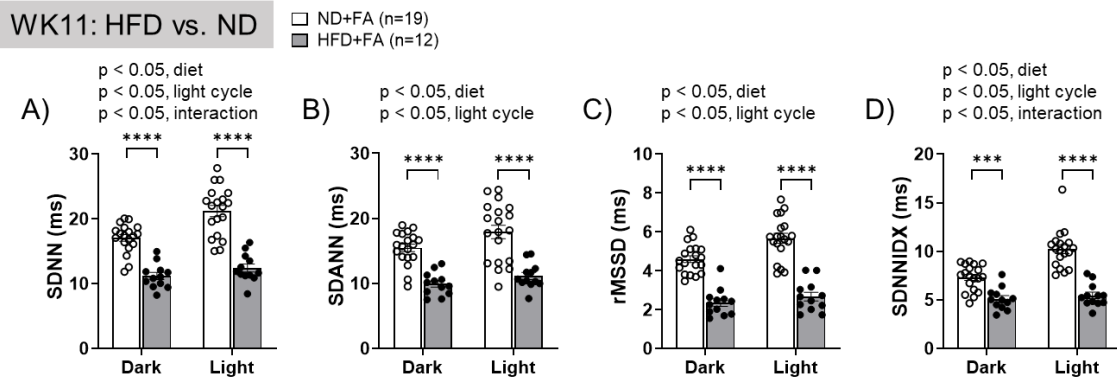 WK11: HFD vs. ND
ND+FA (n=19)
HFD+FA (n=12)
A)
p < 0.05, diet
p < 0.05, light cycle
p < 0.05, interaction
**** ****
SDNN (ms)
30
20
10
0
Dark Light
B)
p < 0.05, diet
p < 0.05, light cycle
**** ****
SDANN (ms)
30
20
10
0
Dark Light
C)
p < 0.05, diet
p < 0.05, light cycle
**** ****
rMSSD (ms)
10
8
6
4
2
0
Dark Light
D)
p < 0.05, diet
p < 0.05, light cycle
p < 0.05, interaction
*** ****
SDNNIDX (ms)
20
15
10
5
0
Dark Light